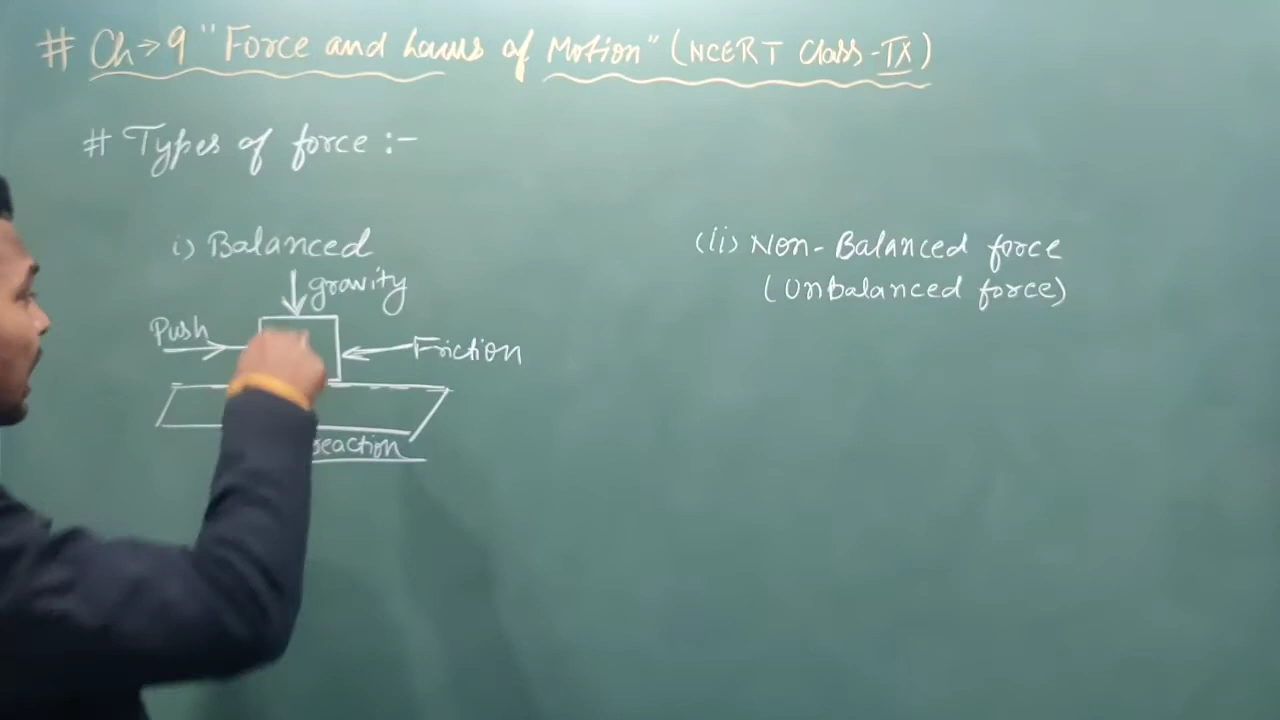 # Ch→9 "Force and Laws of Motion" (NCERT Class-IX)
# Types of force :-
i) Balanced
gravity
Push
Friction
reaction
(ii) Non-Balanced force
(Unbalanced force)